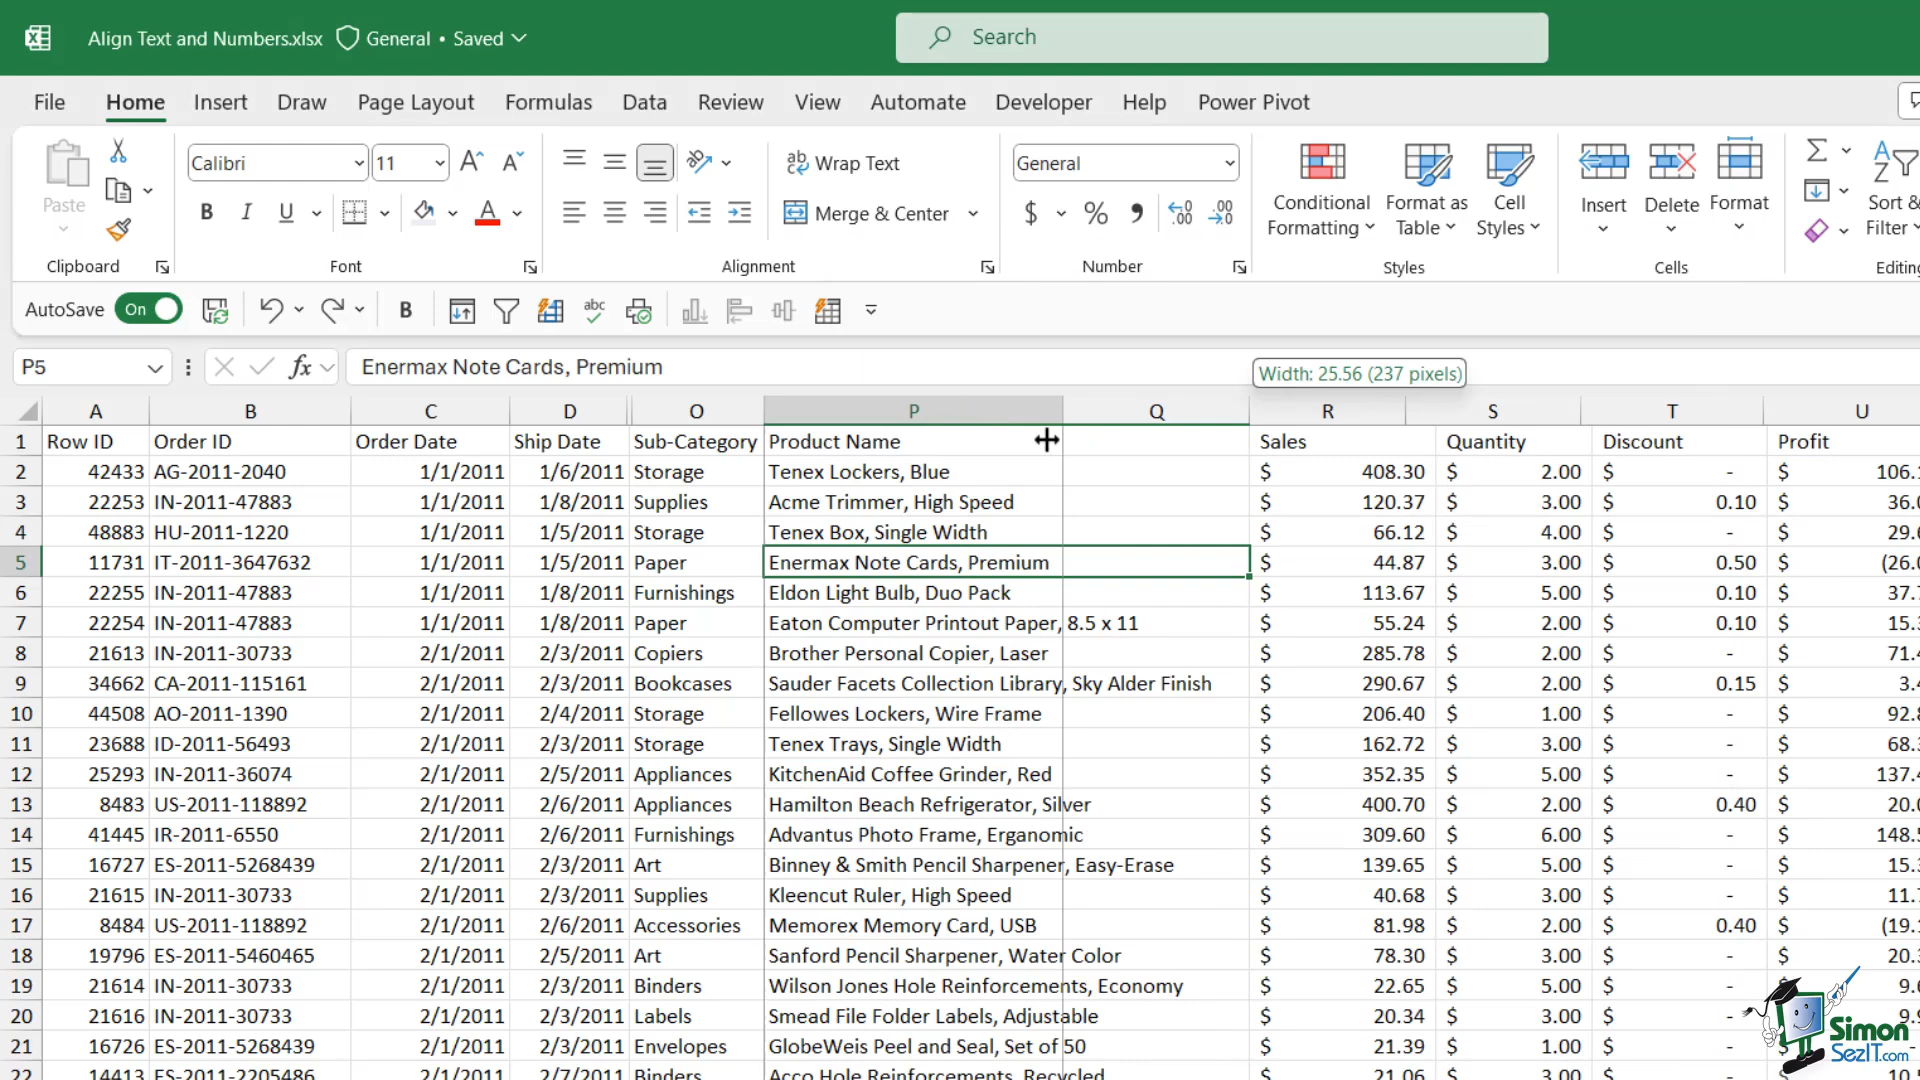 Align Text and Numbers.xlsx General • Saved
Search
File Home Insert Draw Page Layout Formulas Data Review View Automate Developer Help Power Pivot
Paste
Clipboard
Calibri 11
B I U A
Font
Wrap Text
Merge & Center
Alignment
General
$ % 9 .00
Number
Conditional Formatting
Format as Table
Cell Styles
Styles
Insert Delete Format
Cells
Sort &
Filter
Editing
AutoSave On B abc
P5 fx Enermax Note Cards, Premium
Width: 25.56 (237 pixels)
A B C D O P Q R S T U
1 Row ID Order ID Order Date Ship Date Sub-Category Product Name Sales Quantity Discount Profit
2 42433 AG-2011-2040 1/1/2011 1/6/2011 Storage Tenex Lockers, Blue $ 408.30 $ 2.00 $ - $ 106.
3 22253 IN-2011-47883 1/1/2011 1/8/2011 Supplies Acme Trimmer, High Speed $ 120.37 $ 3.00 $ 0.10 $ 36.
4 48883 HU-2011-1220 1/1/2011 1/5/2011 Storage Tenex Box, Single Width $ 66.12 $ 4.00 $ - $ 29.
5 11731 IT-2011-3647632 1/1/2011 1/5/2011 Paper Enermax Note Cards, Premium $ 44.87 $ 3.00 $ 0.50 $ (26.
6 22255 IN-2011-47883 1/1/2011 1/8/2011 Furnishings Eldon Light Bulb, Duo Pack $ 113.67 $ 5.00 $ 0.10 $ 37.
7 22254 IN-2011-47883 1/1/2011 1/8/2011 Paper Eaton Computer Printout Paper, 8.5 x 11 $ 55.24 $ 2.00 $ 0.10 $ 15.
8 21613 IN-2011-30733 2/1/2011 2/3/2011 Copiers Brother Personal Copier, Laser $ 285.78 $ 2.00 $ - $ 71.
9 34662 CA-2011-115161 2/1/2011 2/3/2011 Bookcases Sauder Facets Collection Library, Sky Alder Finish $ 290.67 $ 2.00 $ 0.15 $ 3.
10 44508 AO-2011-1390 2/1/2011 2/4/2011 Storage Fellowes Lockers, Wire Frame $ 206.40 $ 1.00 $ - $ 92.
11 23688 ID-2011-56493 2/1/2011 2/3/2011 Storage Tenex Trays, Single Width $ 162.72 $ 3.00 $ - $ 68.
12 25293 IN-2011-36074 2/1/2011 2/5/2011 Appliances KitchenAid Coffee Grinder, Red $ 352.35 $ 5.00 $ - $ 137.
13 8483 US-2011-118892 2/1/2011 2/6/2011 Appliances Hamilton Beach Refrigerator, Silver $ 400.70 $ 2.00 $ 0.40 $ 20.
14 41445 IR-2011-6550 2/1/2011 2/6/2011 Furnishings Advantus Photo Frame, Erganomic $ 309.60 $ 6.00 $ - $ 148.
15 16727 ES-2011-5268439 2/1/2011 2/3/2011 Art Binney & Smith Pencil Sharpener, Easy-Erase $ 139.65 $ 5.00 $ - $ 15.
16 21615 IN-2011-30733 2/1/2011 2/3/2011 Supplies Kleencut Ruler, High Speed $ 40.68 $ 3.00 $ - $ 11.
17 8484 US-2011-118892 2/1/2011 2/6/2011 Accessories Memorex Memory Card, USB $ 81.98 $ 2.00 $ 0.40 $ (19.
18 19796 ES-2011-5460465 2/1/2011 2/5/2011 Art Sanford Pencil Sharpener, Water Color $ 78.30 $ 3.00 $ - $ 20.
19 21614 IN-2011-30733 2/1/2011 2/3/2011 Binders Wilson Jones Hole Reinforcements, Economy $ 22.65 $ 5.00 $ - 9.
20 21616 IN-2011-30733 2/1/2011 2/3/2011 Labels Smead File Folder Labels, Adjustable $ 20.34 $ 3.00 $ - 9.
21 16726 ES-2011-5268439 2/1/2011 2/3/2011 Envelopes GlobeWeis Peel and Seal, Set of 50 $ 21.39 $ 1.00 $ -
22 14413 ES-2011-2205486 2/1/2011 2/7/2011 Binders Acco Hole Reinforcements, Recycled $ 21.06 $ 3.00 $ - $ 10.
Simon
SezIT.com